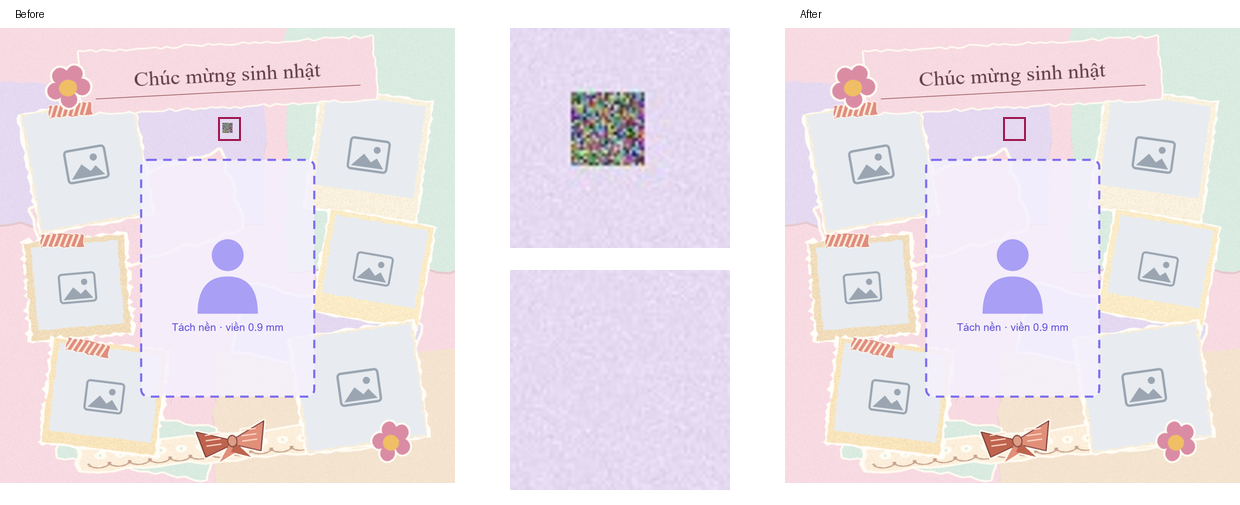 Before
After
Chúc mừng sinh nhật
Chúc mừng sinh nhật
Tách nền · viền 0.9 mm
Tách nền · viền 0.9 mm